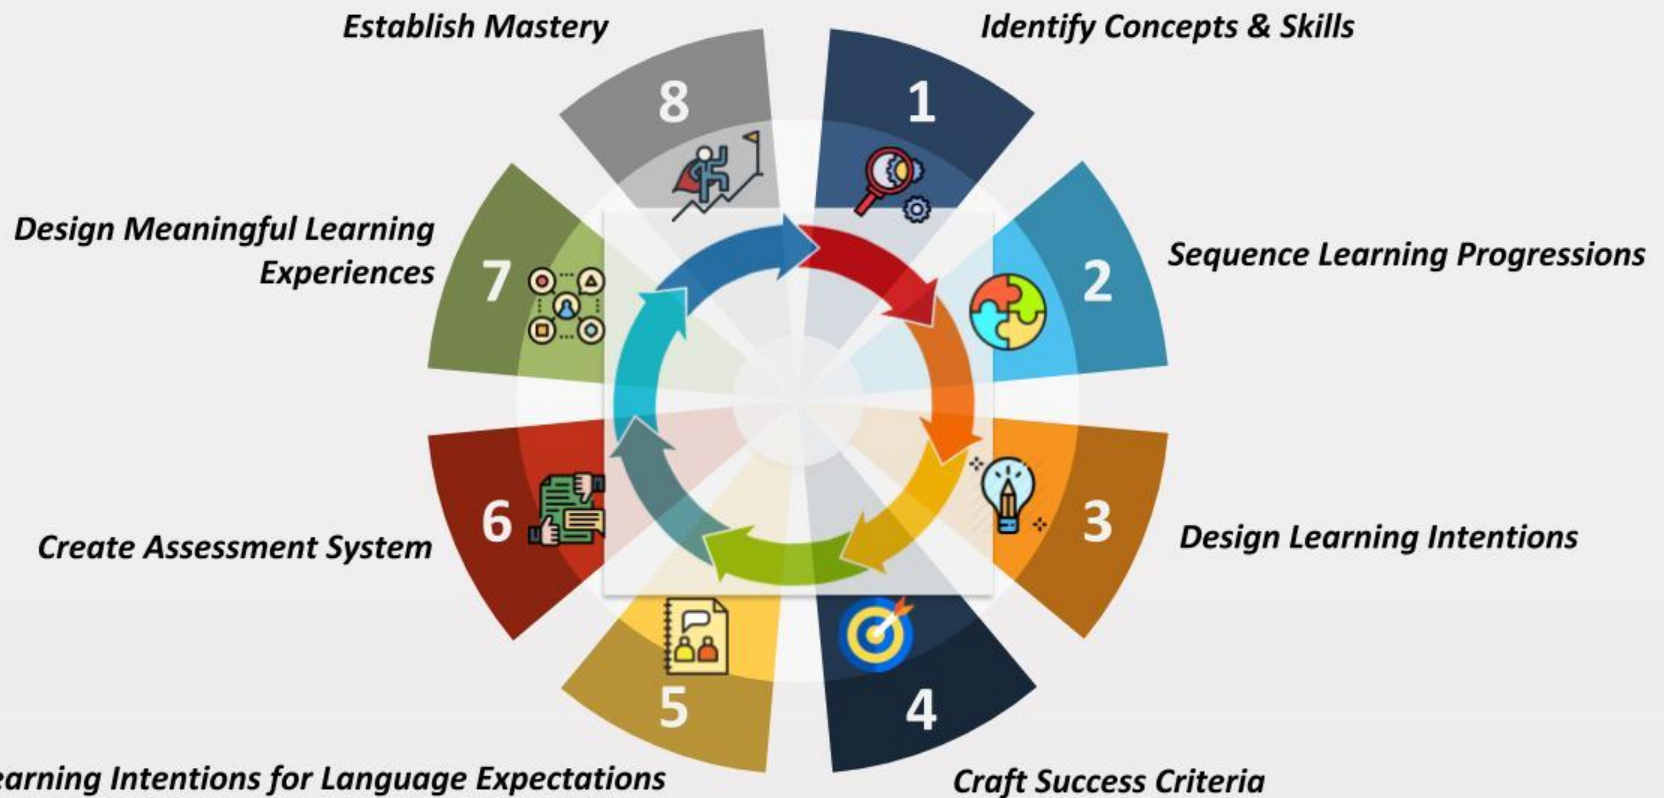 Establish Mastery
Identify Concepts & Skills
8
1
Design Meaningful Learning
Experiences
7
2
Sequence Learning Progressions
6
3
Create Assessment System
Design Learning Intentions
5
4
Learning Intentions for Language Expectations
Craft Success Criteria